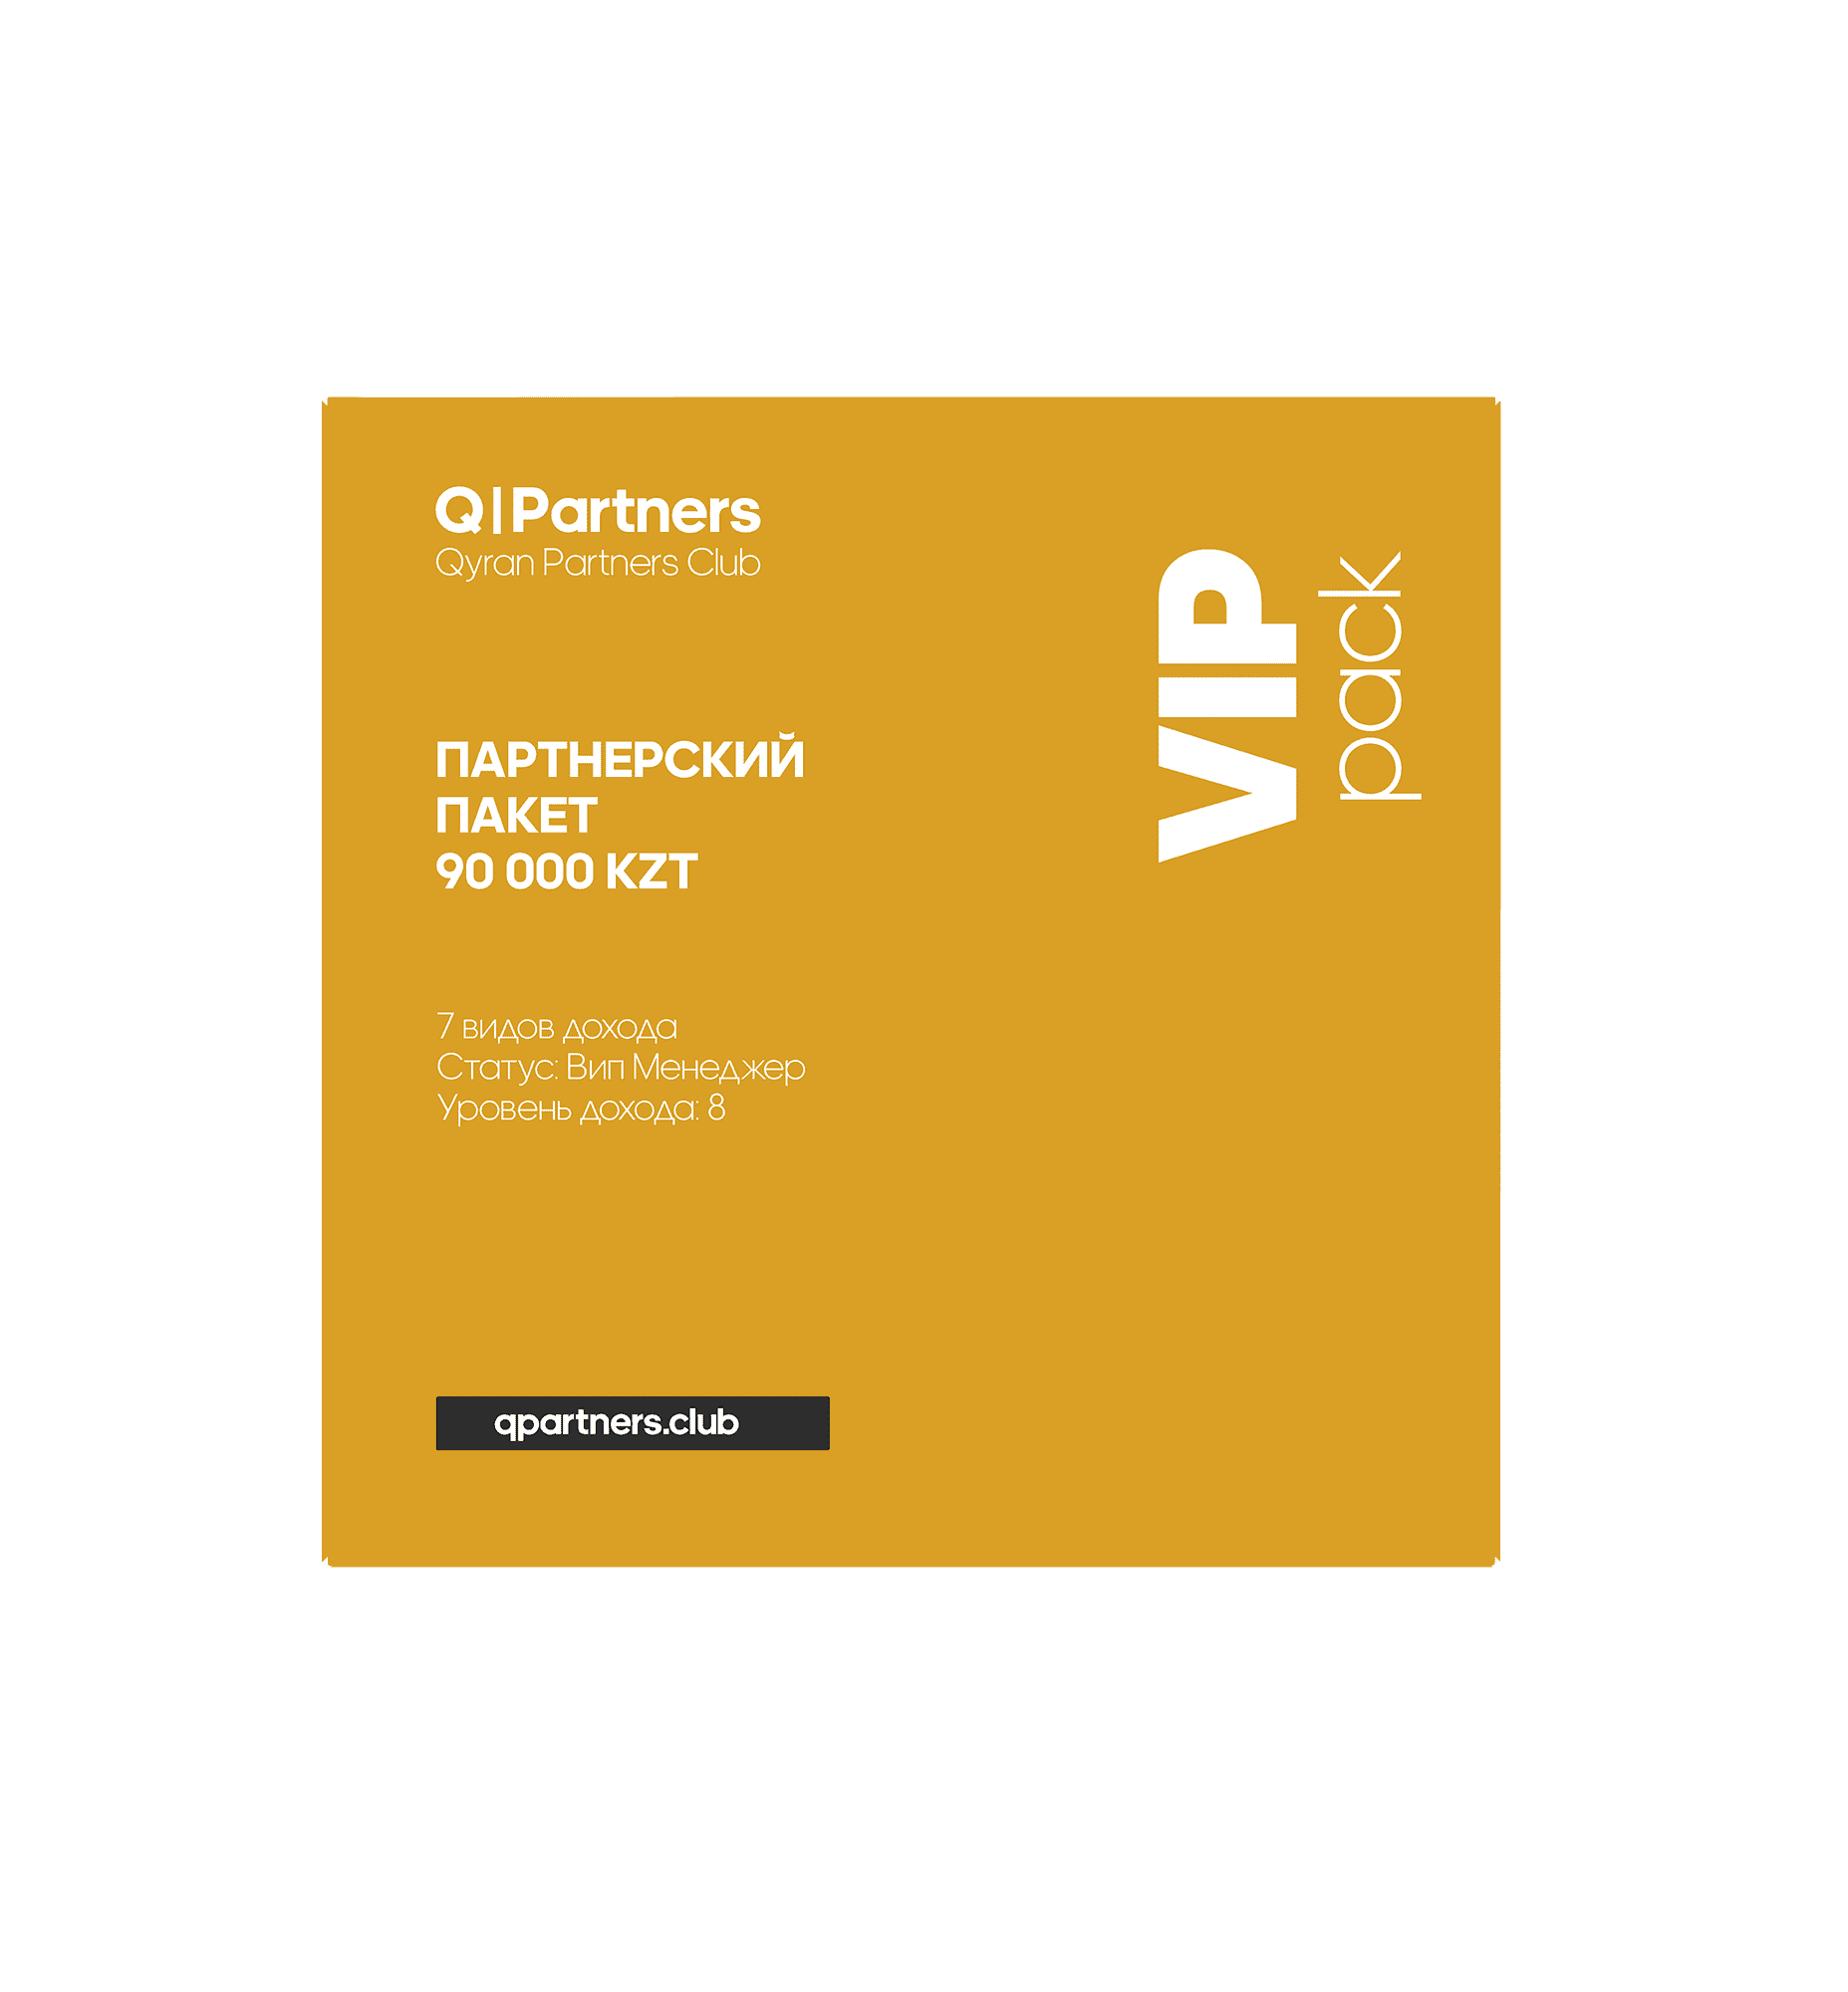 Q|Partners
Qyran Partners Club
VIP
pack
ПАРТНЕРСКИЙ
ПАКЕТ
90 000 KZT
7 видов дохода
Статус: Вип Менеджер
Уровень дохода: 8
qpartners.club